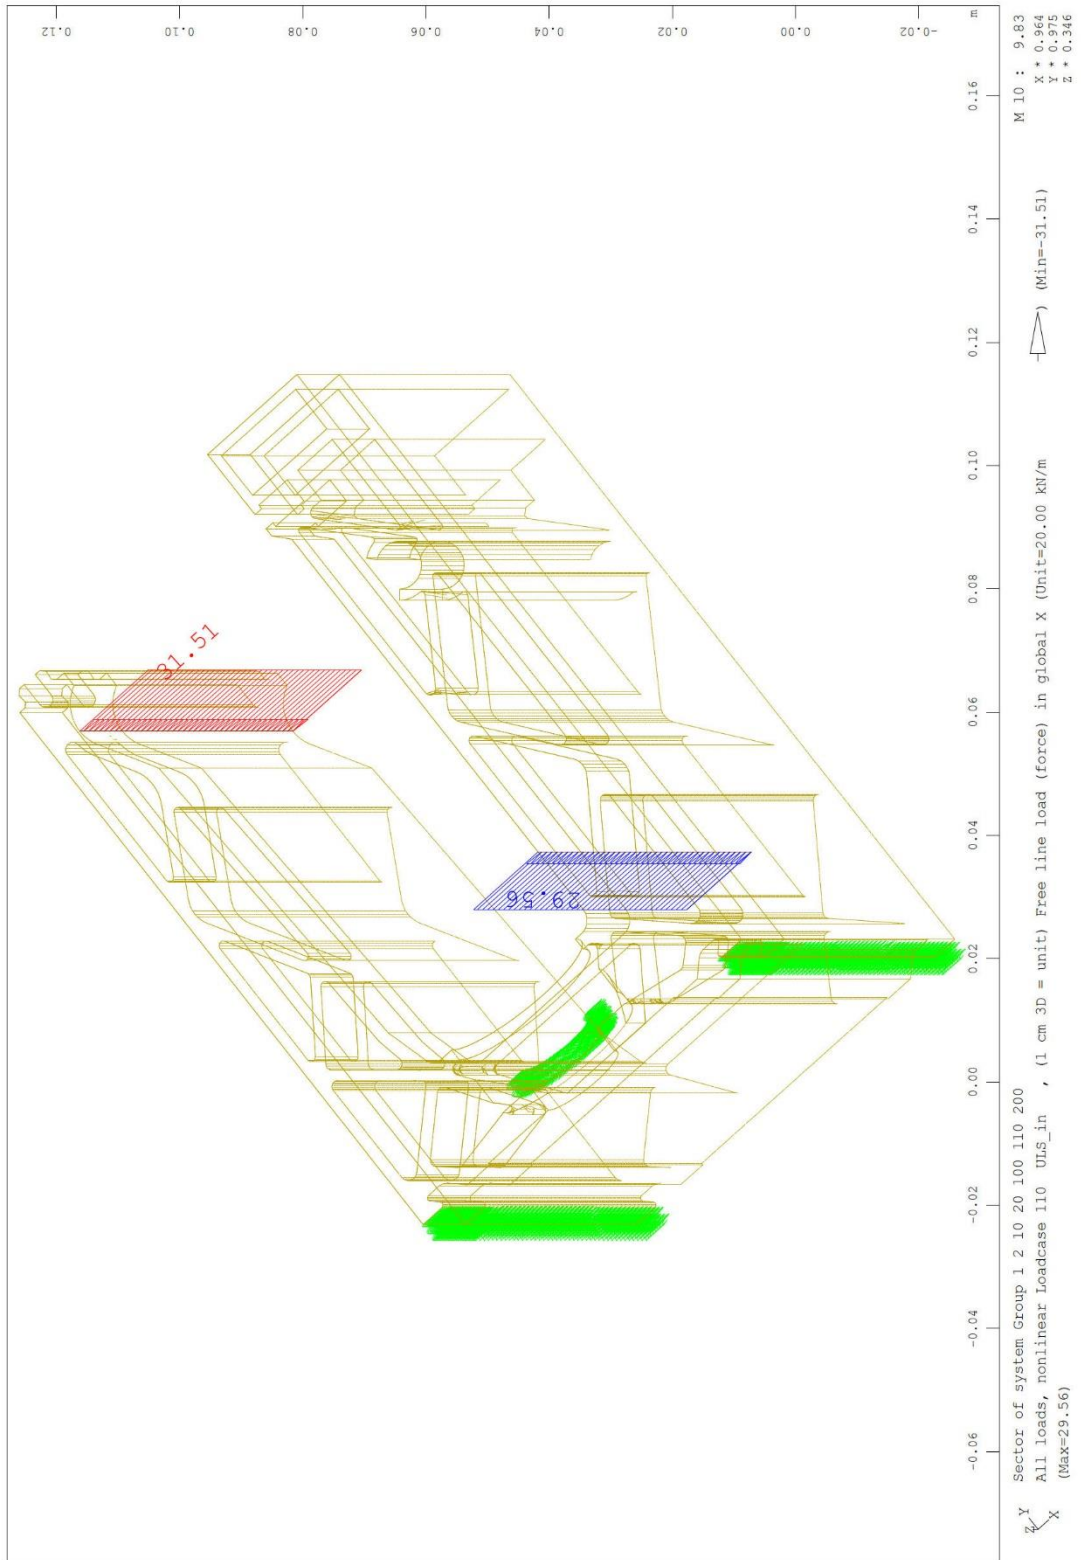 Sector of system Group 1 2 10 20 100 110 200
All loads, nonlinear Loadcase 110 ULS_in , (1 cm 3D = unit) Free line load (force) in global X (Unit=20.00 kN/m ) (Min=-31.51)
(Max=29.56)
M 10 : 9.83
X * 0.964
Y * 0.975
Z * 0.346
Z
Y
X
-0.06
-0.04
-0.02
0.00
0.02
0.04
0.06
0.08
0.10
0.12
0.14
0.16
m
-0.02
0.00
0.02
0.04
0.06
0.08
0.10
0.12
31.51
29.56